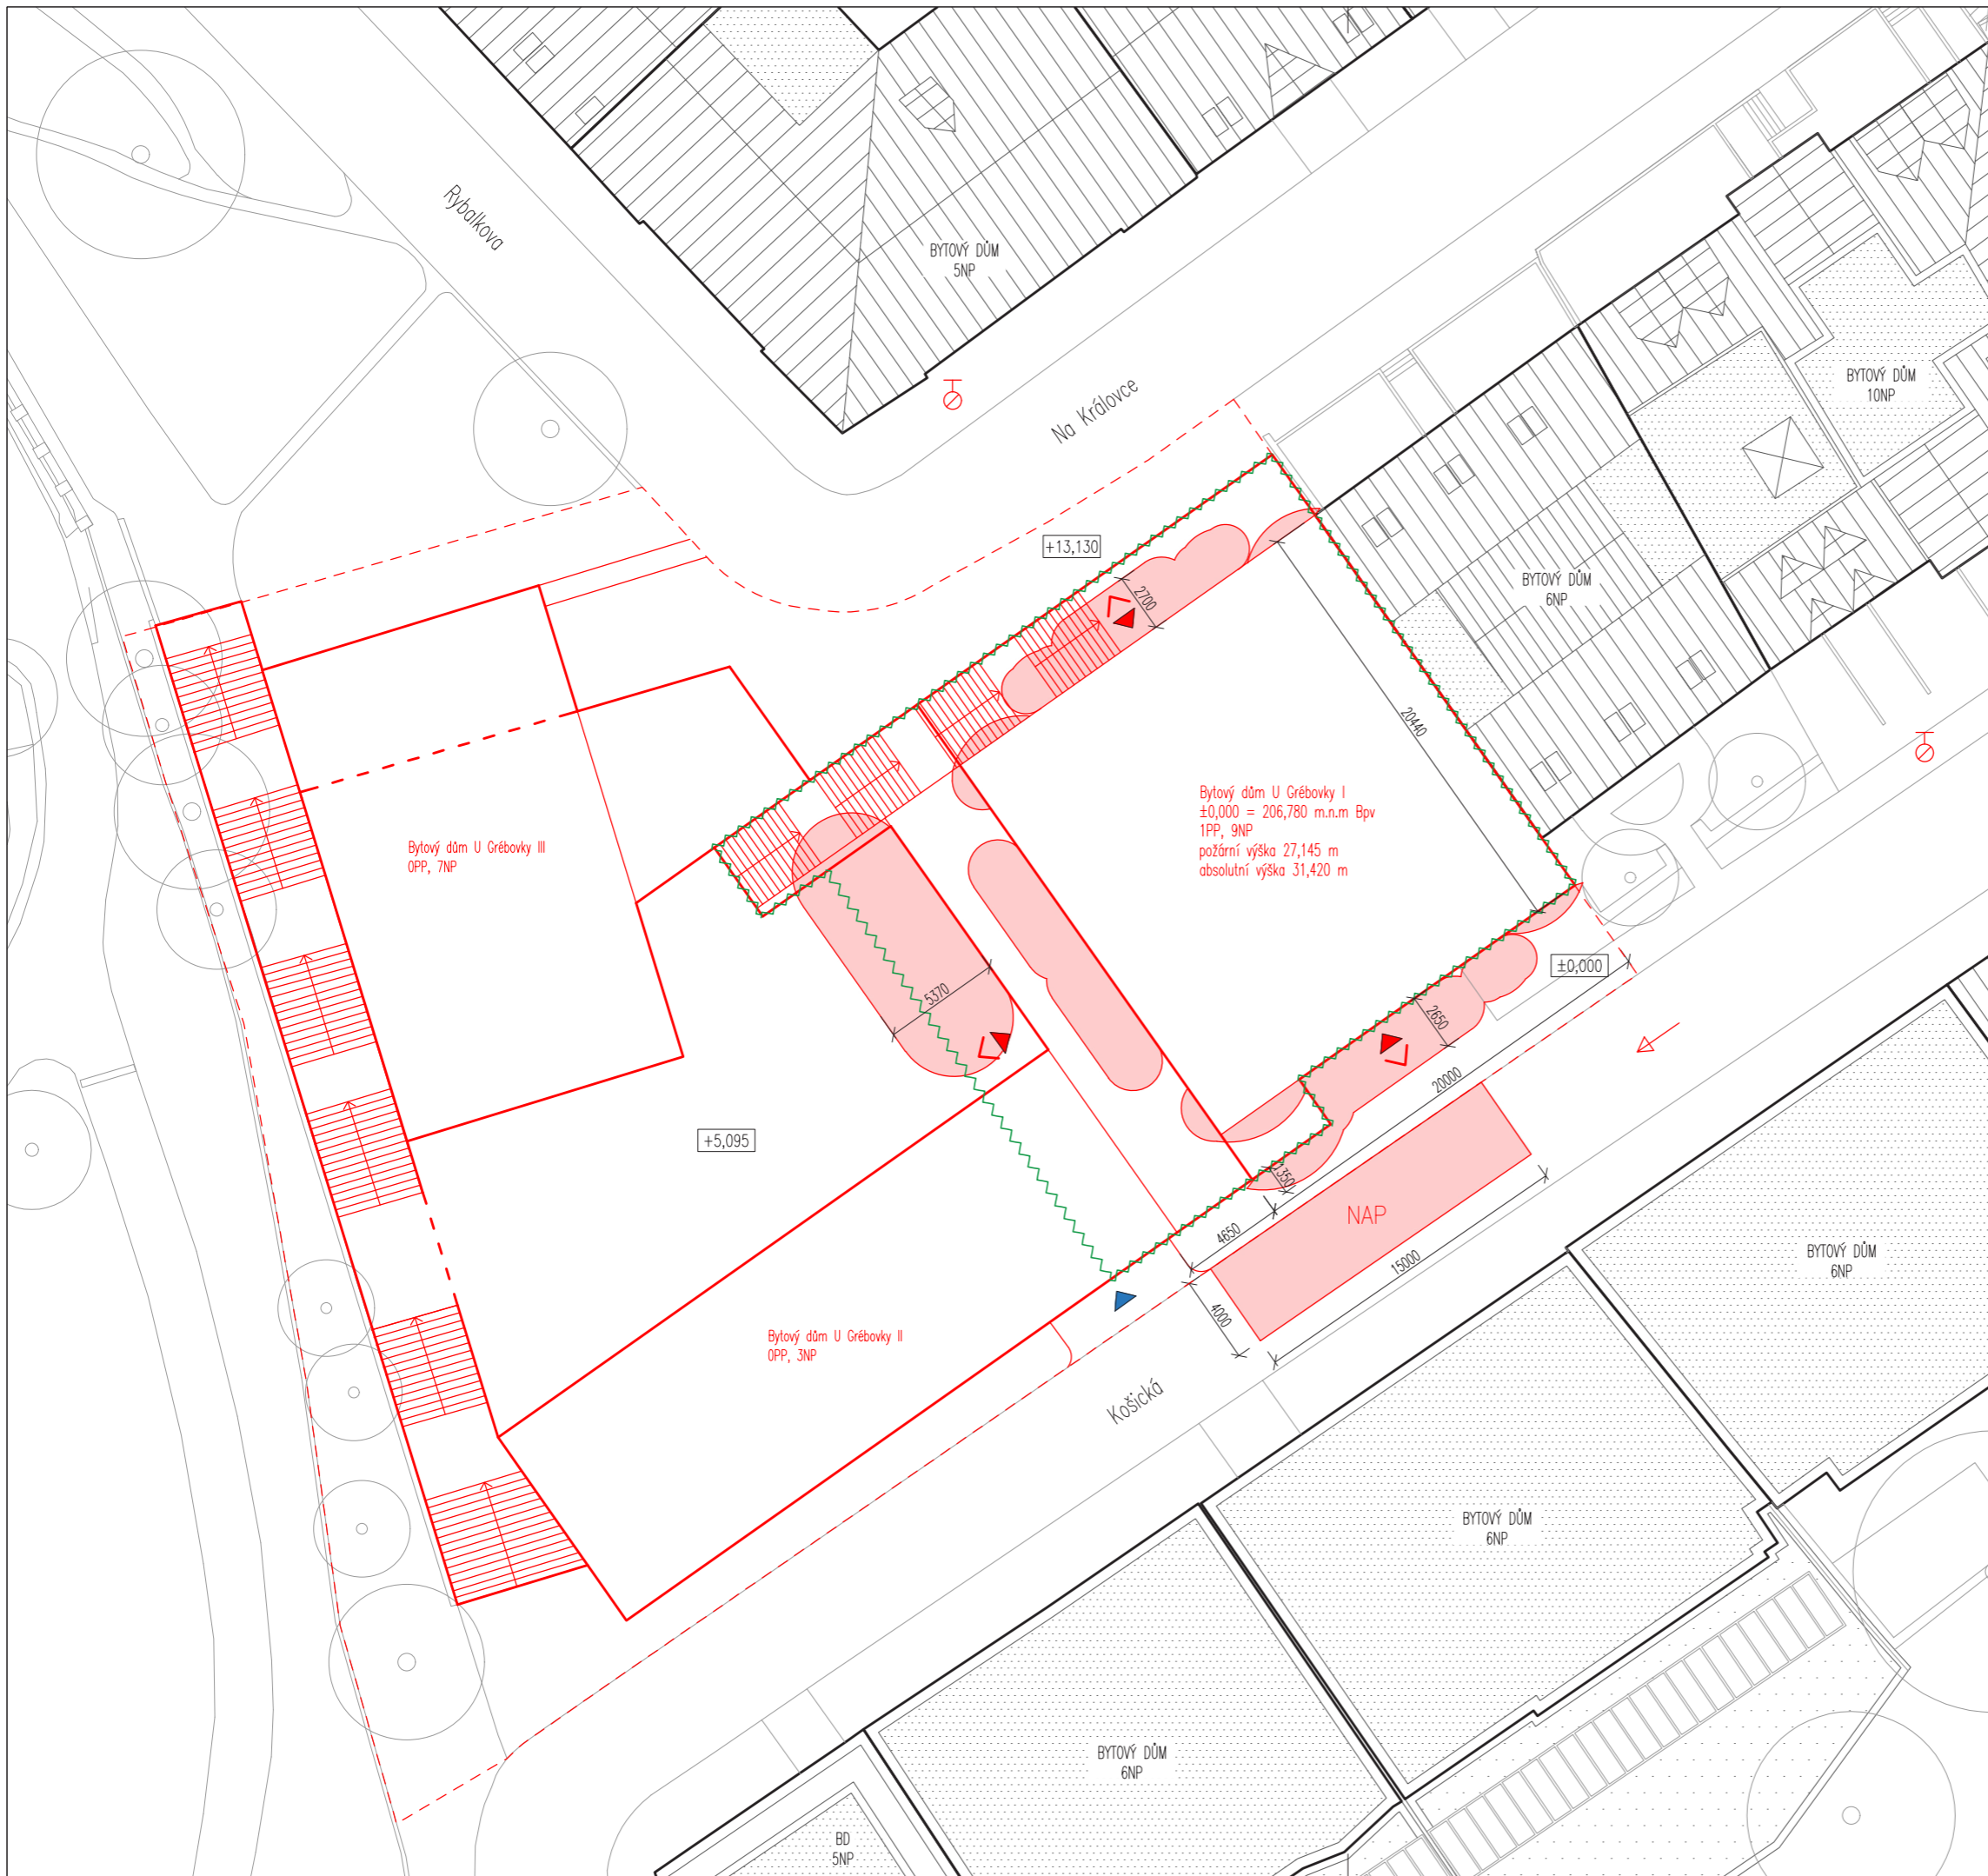 Rybalkova
BYTOVÝ DŮM
5NP
Na Královce
BYTOVÝ DŮM
10NP
+13,130
2700
BYTOVÝ DŮM
6NP
20440
Bytový dům U Grébovky I
±0,000 = 206,780 m.n.m Bpv
1PP, 9NP
požární výška 27,145 m
absolutní výška 31,420 m
Bytový dům U Grébovky III
0PP, 7NP
±0,000
5370
2650
20000
+5,095
1350
NAP
4650
15000
4000
Bytový dům U Grébovky II
0PP, 3NP
Košická
BYTOVÝ DŮM
6NP
BYTOVÝ DŮM
6NP
BYTOVÝ DŮM
6NP
BD
5NP